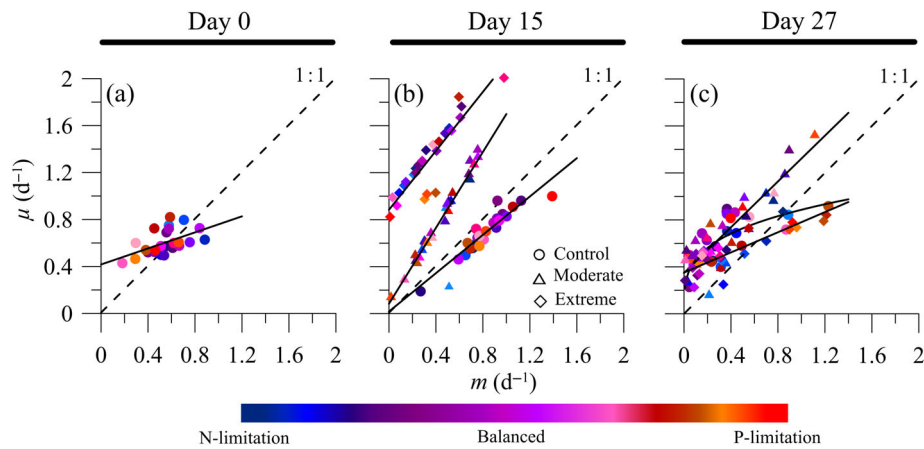 Day 0 Day 15 Day 27
1:1 1:1 1:1
(a) (b) (c)
2 1.6 1.2 0.8 0.4 0
μ (d⁻¹)
Control
Moderate
Extreme
0 0.4 0.8 1.2 1.6 2 0 0.4 0.8 1.2 1.6 2 0 0.4 0.8 1.2 1.6 2
m (d⁻¹)
N-limitation Balanced P-limitation